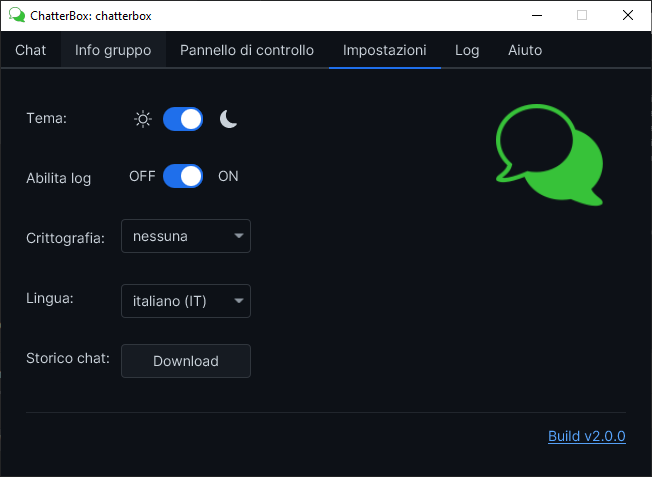 ChatterBox: chatterbox
Chat Info gruppo Pannello di controllo Impostazioni Log Aiuto
Tema:
Abilita log OFF ON
Crittografia: nessuna
Lingua: italiano (IT)
Storico chat: Download
Build v2.0.0